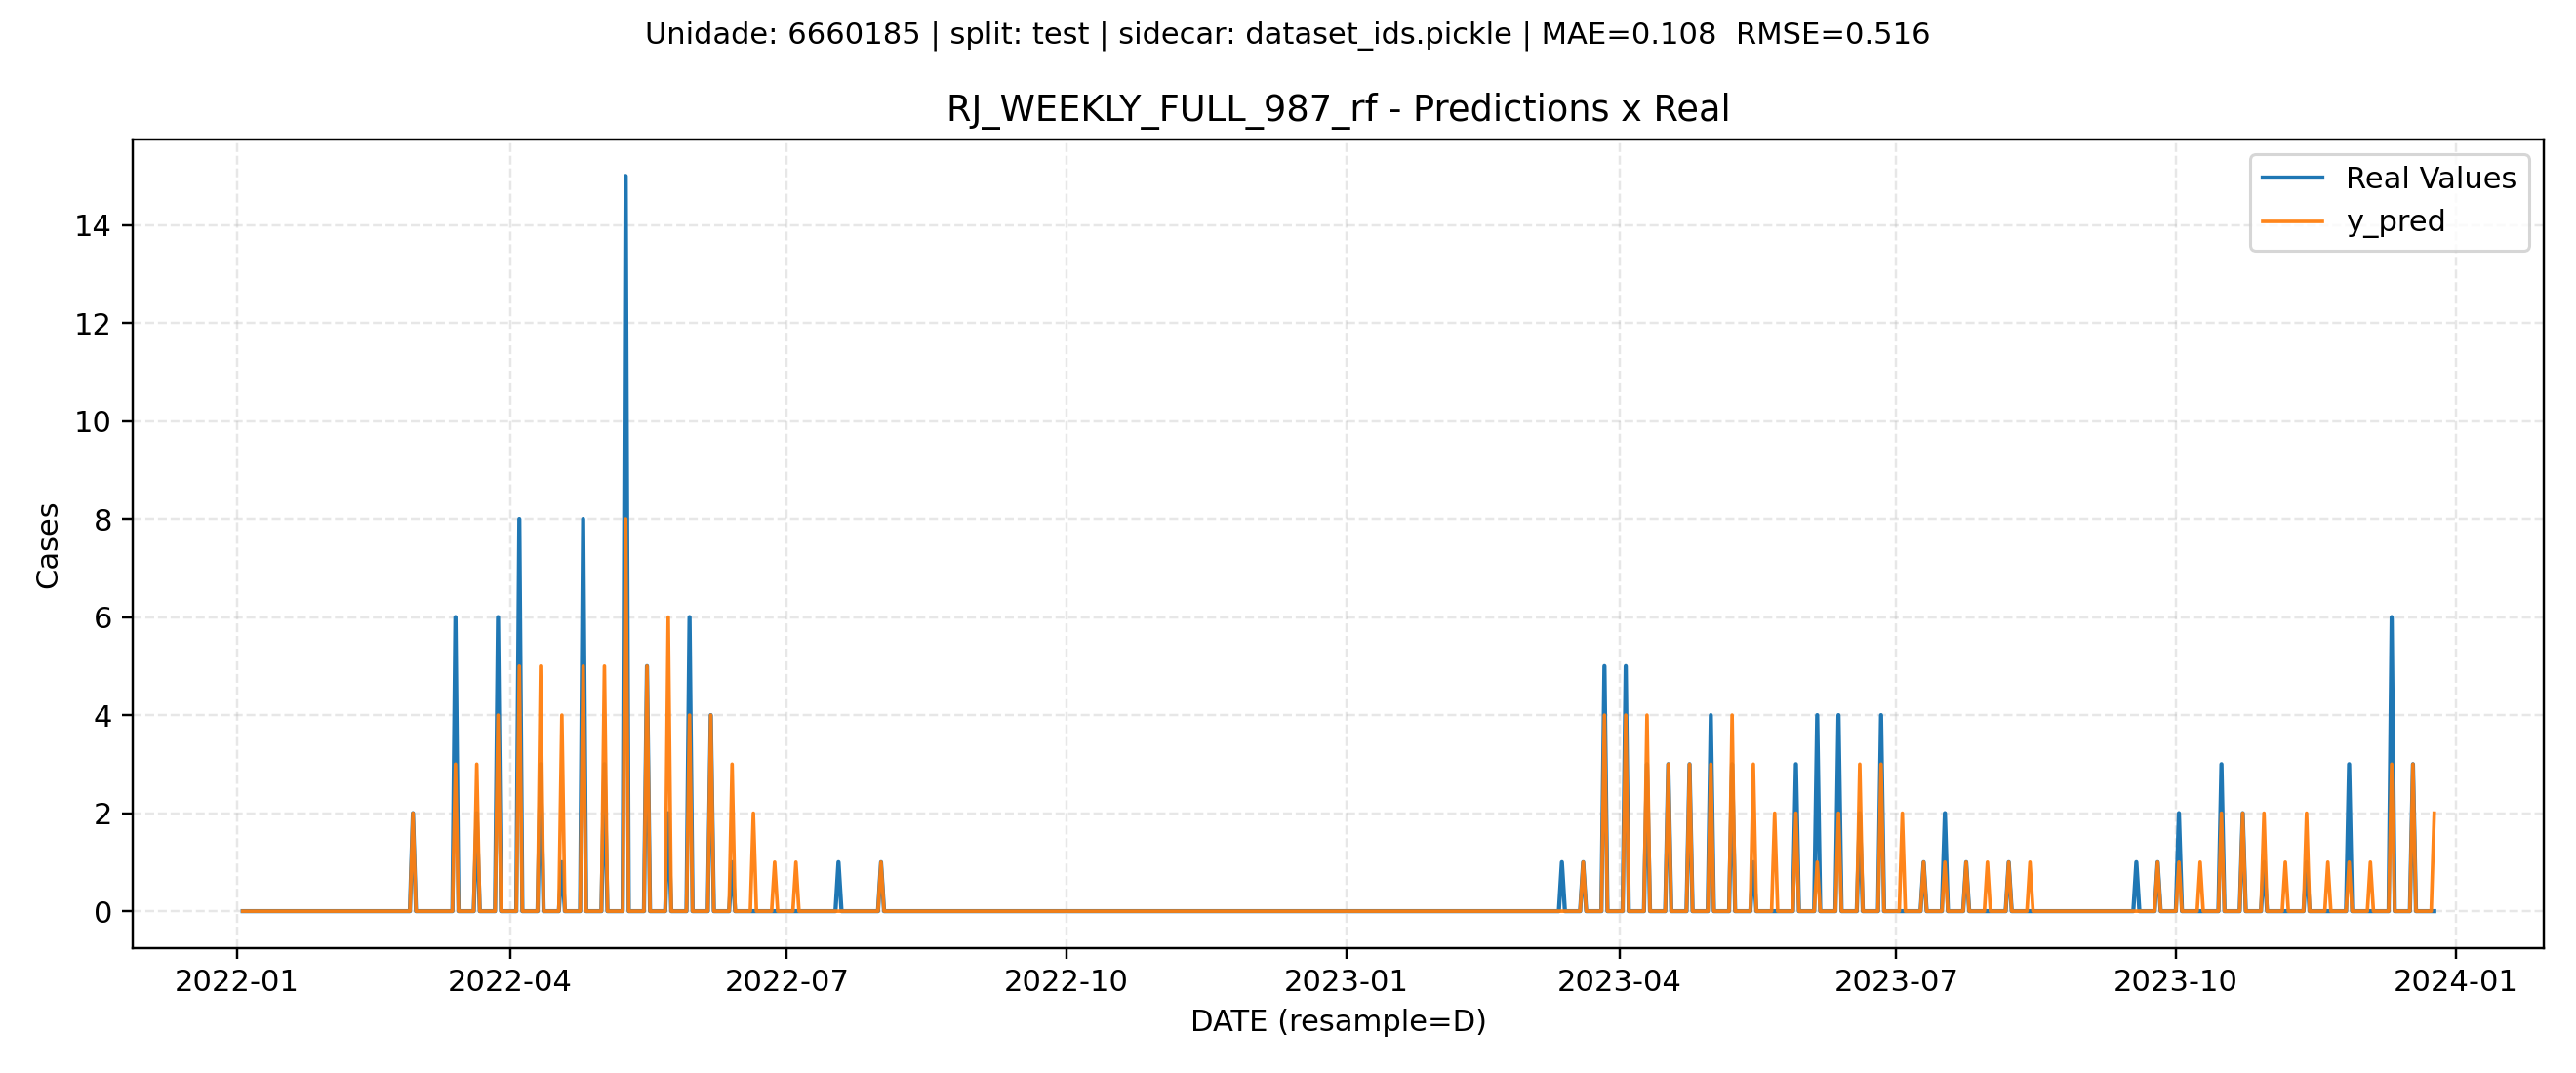 Unidade: 6660185 | split: test | sidecar: dataset_ids.pickle | MAE=0.108  RMSE=0.516
RJ_WEEKLY_FULL_987_rf - Predictions x Real
Real Values
y_pred
14
12
10
8
6
4
2
0
Cases
2022-01
2022-04
2022-07
2022-10
2023-01
2023-04
2023-07
2023-10
2024-01
DATE (resample=D)